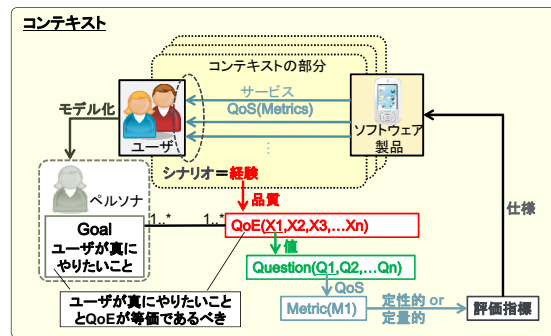 コンテキスト
コンテキストの部分
サービス
QoS(Metrics)
ユーザ
ソフトウェア
製品
モデル化
シナリオ＝経験
ペルソナ
品質
仕様
Goal
ユーザが真に
やりたいこと
1..*
1..*
QoE(X1,X2,X3,…Xn)
値
Question(Q1,Q2,…Qn)
ユーザが真にやりたいこと
とQoEが等価であるべき
QoS
Metric(M1)
定性的 or
定量的
評価指標